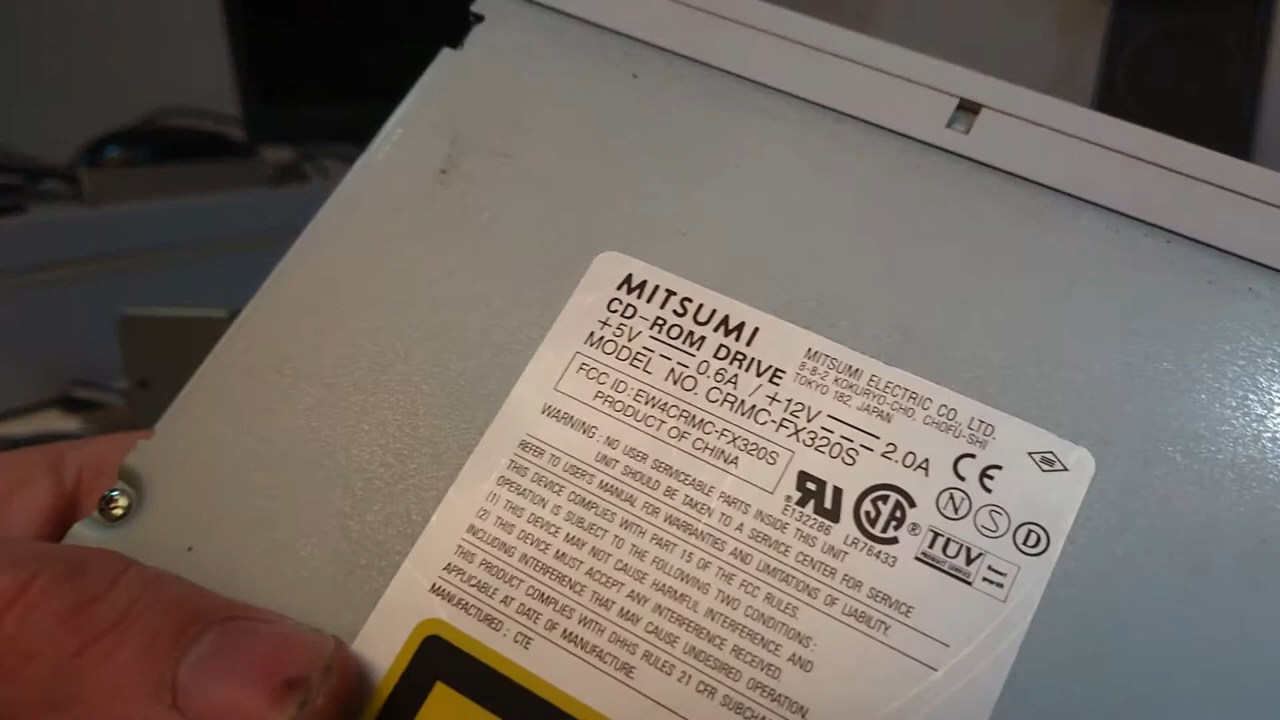 MITSUMI
CD-ROM DRIVE
+5V 0.6A / +12V 2.0A
MODEL NO. CRMC-FX320S
MITSUMI ELECTRIC CO., LTD.
8-8-2 KOKURYO-CHO, CHOFU-SHI
TOKYO 182, JAPAN
FCC ID: EW4CRMC-FX320S
PRODUCT OF CHINA
CE
N S D
E132286
SA
LR76433
TUV
WARNING : NO USER SERVICEABLE PARTS INSIDE THIS UNIT
UNIT SHOULD BE TAKEN TO A SERVICE CENTER FOR SERVICE
REFER TO USER'S MANUAL FOR WARRANTIES AND LIMITATIONS OF LIABILITY.
THIS DEVICE COMPLIES WITH PART 15 OF THE FCC RULES.
OPERATION IS SUBJECT TO THE FOLLOWING TWO CONDITIONS:
(1) THIS DEVICE MAY NOT CAUSE HARMFUL INTERFERENCE, AND
(2) THIS DEVICE MUST ACCEPT ANY INTERFERENCE RECEIVED,
INCLUDING INTERFERENCE THAT MAY CAUSE UNDESIRED OPERATION.
THIS PRODUCT COMPLIES WITH DHHS RULES 21 CFR SUBCHA
APPLICABLE AT DATE OF MANUFACTURE.
MANUFACTURED : CTE